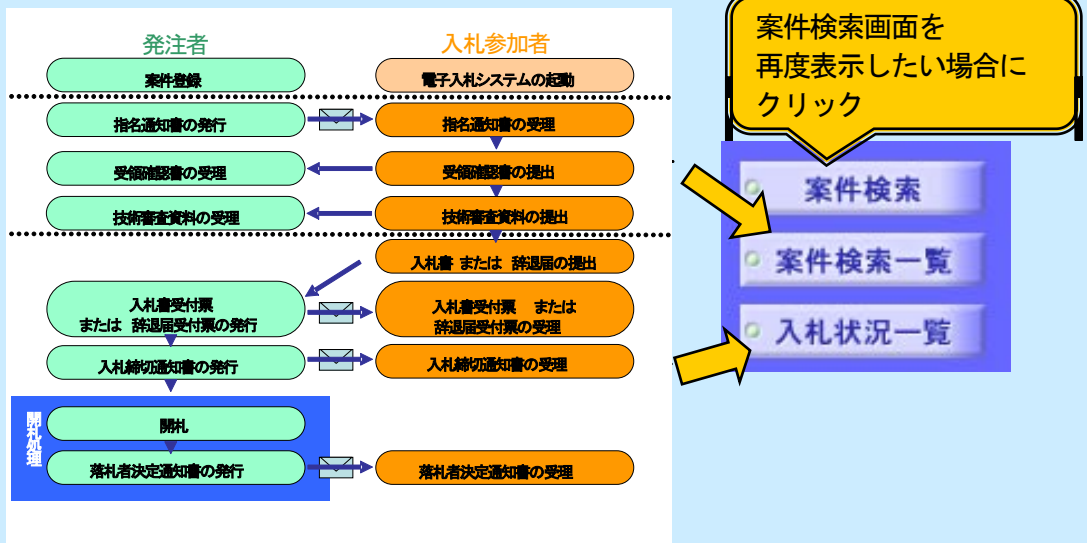 発注者
入札参加者
案件登録
電子入札システムの起動
指名通知書の発行
指名通知書の受理
受領確認書の受理
受領確認書の提出
技術審査資料の受理
技術審査資料の提出
入札書 または 辞退届の提出
入札書受付票
または 辞退届受付票の発行
入札書受付票 または
辞退届受付票の受理
入札締切通知書の発行
入札締切通知書の受理
開札処理
開札
落札者決定通知書の発行
落札者決定通知書の受理
案件検索画面を
再度表示したい場合に
クリック
案件検索
案件検索一覧
入札状況一覧